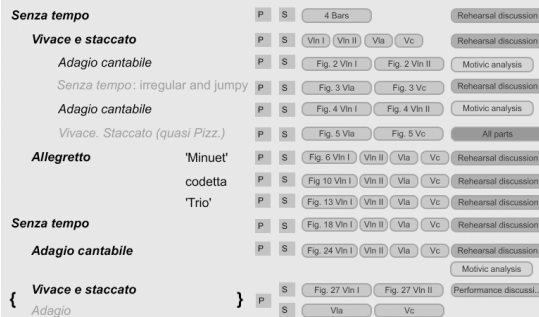 Senza tempo P S 4 Bars Rehearsal discussion
Vivace e staccato P S Vln I Vln II Vla Vc Rehearsal discussion
Adagio cantabile P S Fig. 2 Vln I Fig. 2 Vln II Motivic analysis
Senza tempo: irregular and jumpy P S Fig. 3 Vla Fig. 3 Vc Rehearsal discussion
Adagio cantabile P S Fig. 4 Vln I Fig. 4 Vln II Motivic analysis
Vivace. Staccato (quasi Pizz.) P S Fig. 5 Vla Fig. 5 Vc All parts
Allegretto 'Minuet' P S Fig. 6 Vln I Vln II Vla Vc Rehearsal discussion
codetta P S Fig 10 Vln I Vln II Vla Vc Rehearsal discussion
'Trio' P S Fig. 13 Vln I Vln II Vla Vc Rehearsal discussion
Senza tempo P S Fig. 18 Vln I Vln II Vla Vc Rehearsal discussion
Adagio cantabile P S Fig. 24 Vln I Vln II Vla Vc Rehearsal discussion
Motivic analysis
Vivace e staccato S Fig. 27 Vln I Fig. 27 Vln II Performance discussi...
{ } P
Adagio S Vla Vc